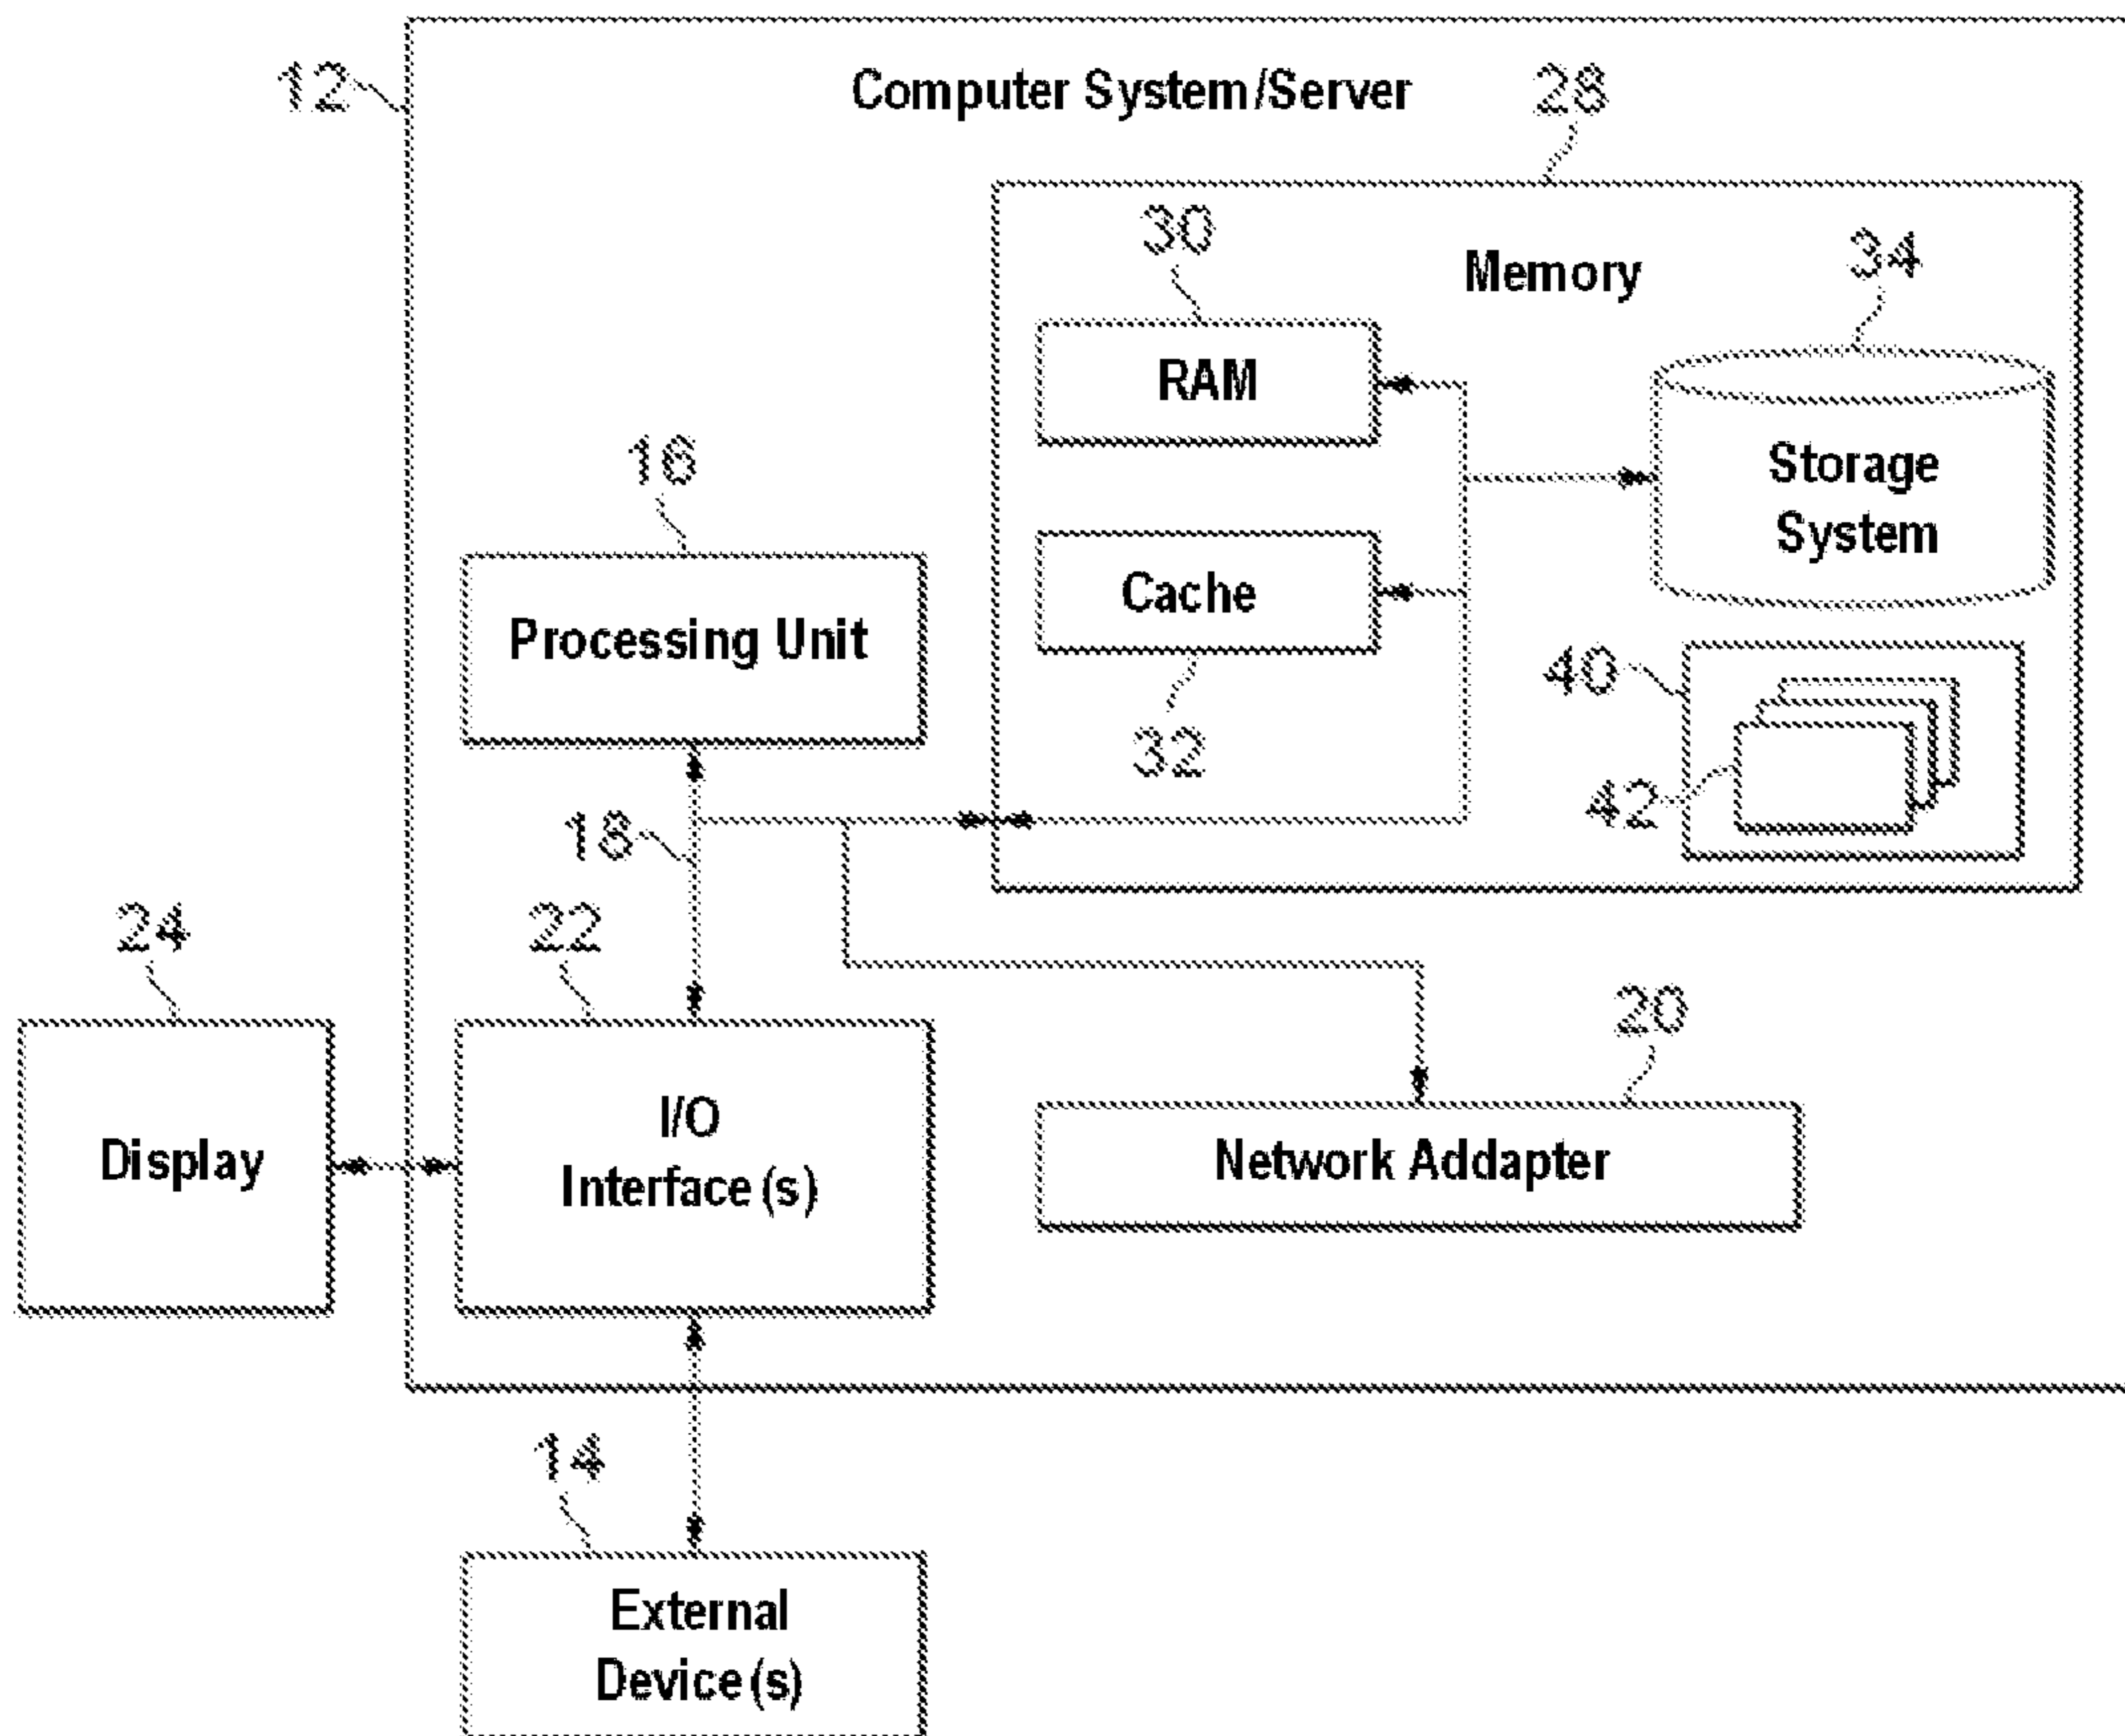 12
Computer System/Server
28
30
Memory
34
RAM
16
Storage
System
Cache
Processing Unit
40
32
42
18
24
22
20
I/O
Interface(s)
Display
Network Addapter
14
External
Device(s)